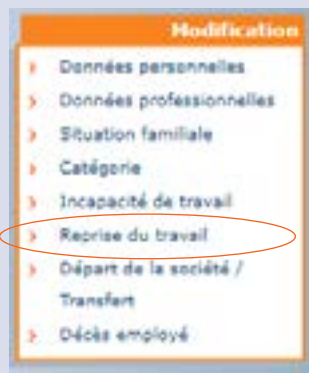 Modification
Données personnelles
Données professionnelles
Situation familiale
Catégorie
Incapacité de travail
Reprise du travail
Départ de la société /
Transfert
Décès employé